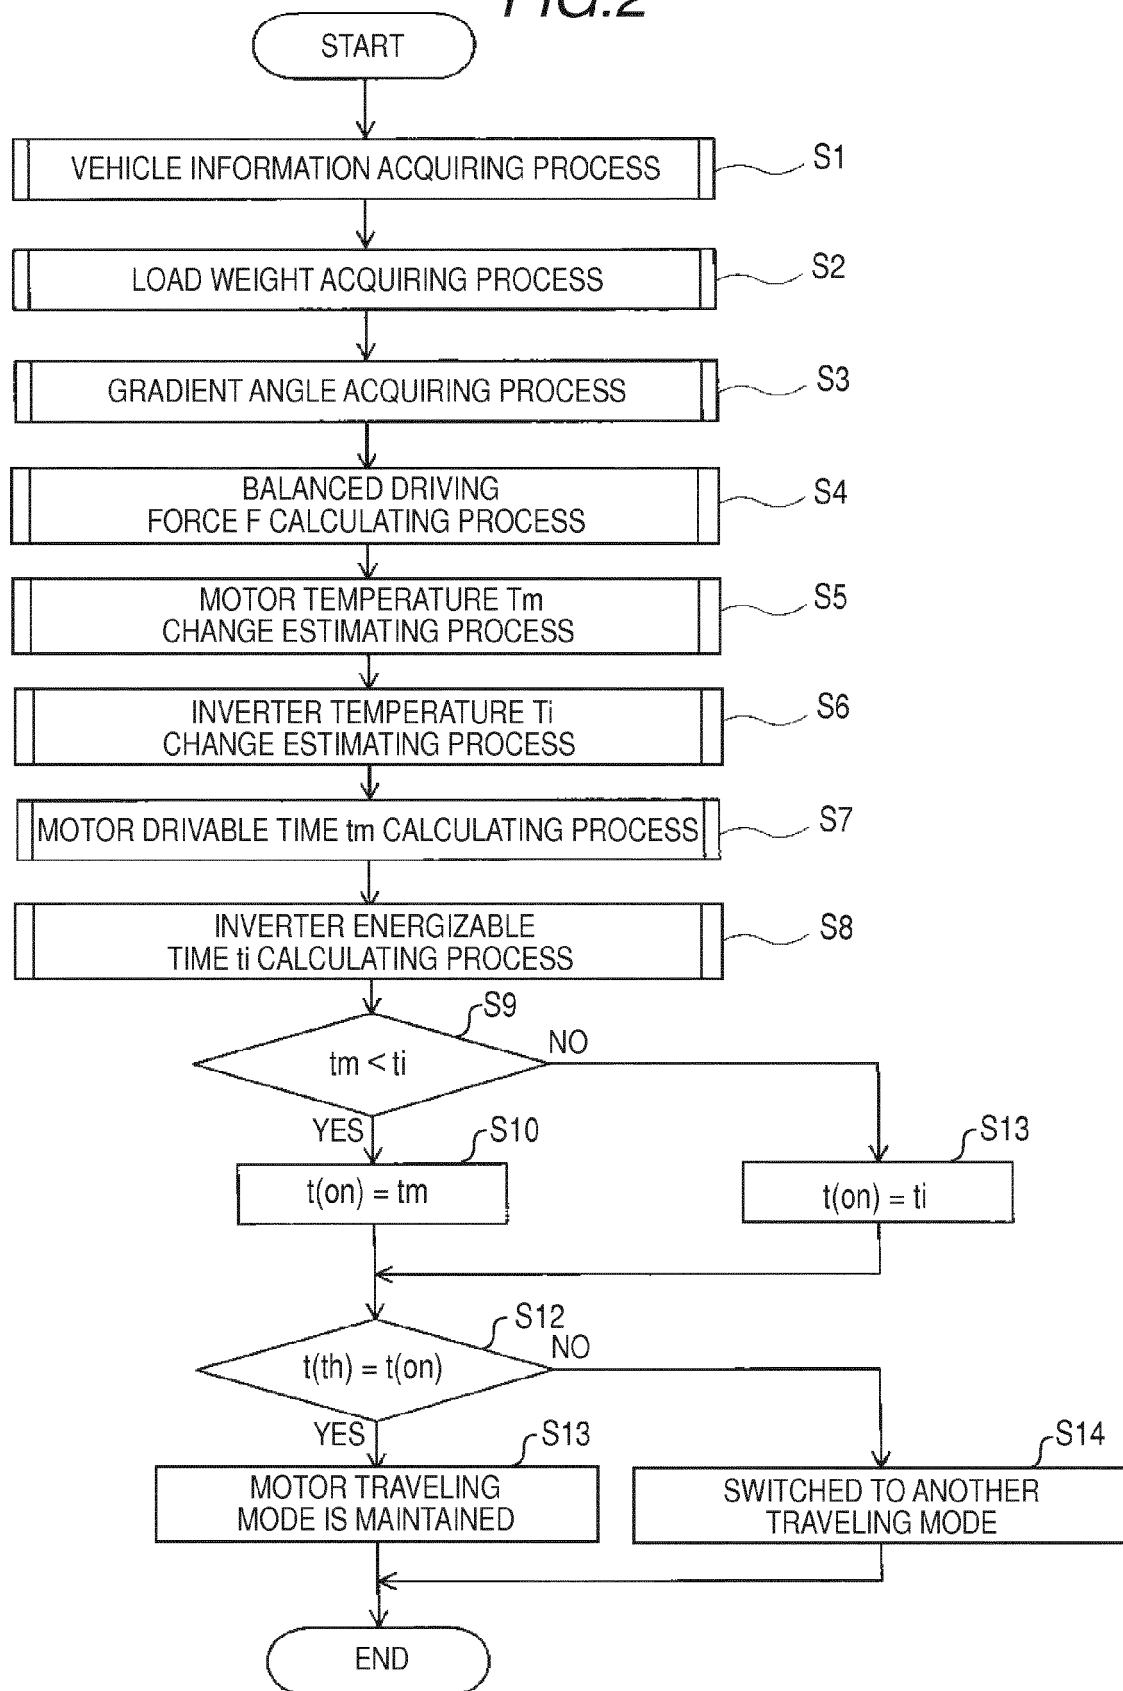 FIG.2
START
VEHICLE INFORMATION ACQUIRING PROCESS
S1
LOAD WEIGHT ACQUIRING PROCESS
S2
GRADIENT ANGLE ACQUIRING PROCESS
S3
BALANCED DRIVING
FORCE F CALCULATING PROCESS
S4
MOTOR TEMPERATURE Tm
CHANGE ESTIMATING PROCESS
S5
INVERTER TEMPERATURE Ti
CHANGE ESTIMATING PROCESS
S6
MOTOR DRIVABLE TIME tm CALCULATING PROCESS
S7
INVERTER ENERGIZABLE
TIME ti CALCULATING PROCESS
S8
S9
tm < ti
NO
YES
S10
t(on) = tm
S13
t(on) = ti
S12
t(th) = t(on)
NO
YES
S13
MOTOR TRAVELING
MODE IS MAINTAINED
S14
SWITCHED TO ANOTHER
TRAVELING MODE
END